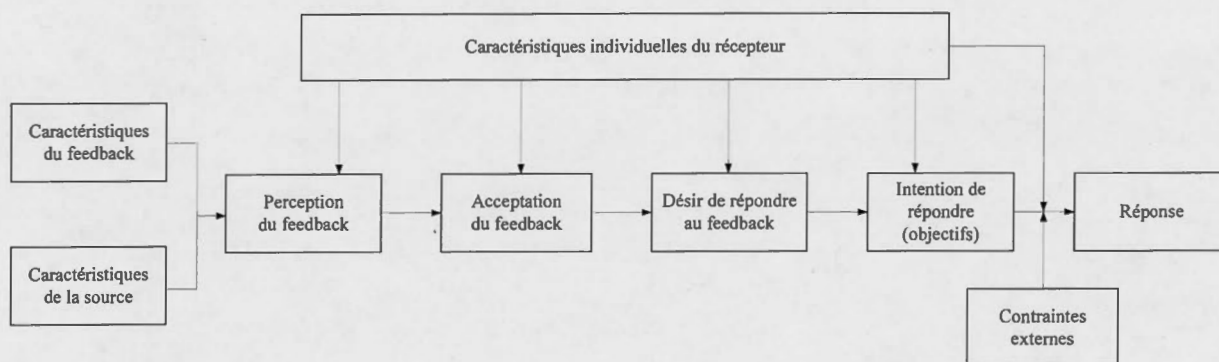 Caractéristiques individuelles du récepteur
Caractéristiques
du feedback
Perception
du feedback
Acceptation
du feedback
Désir de répondre
au feedback
Intention de
répondre
(objectifs)
Réponse
Caractéristiques
de la source
Contraintes
externes